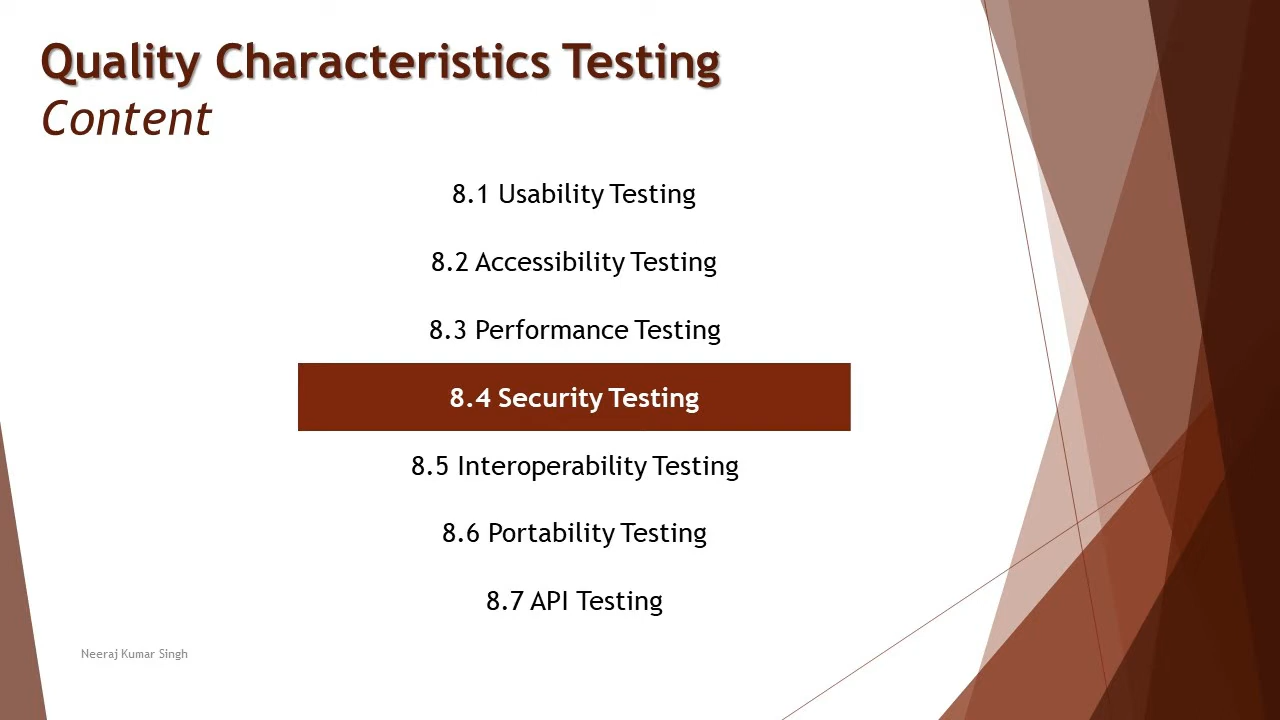 Quality Characteristics Testing
Content
8.1 Usability Testing
8.2 Accessibility Testing
8.3 Performance Testing
8.4 Security Testing
8.5 Interoperability Testing
8.6 Portability Testing
8.7 API Testing
Neeraj Kumar Singh